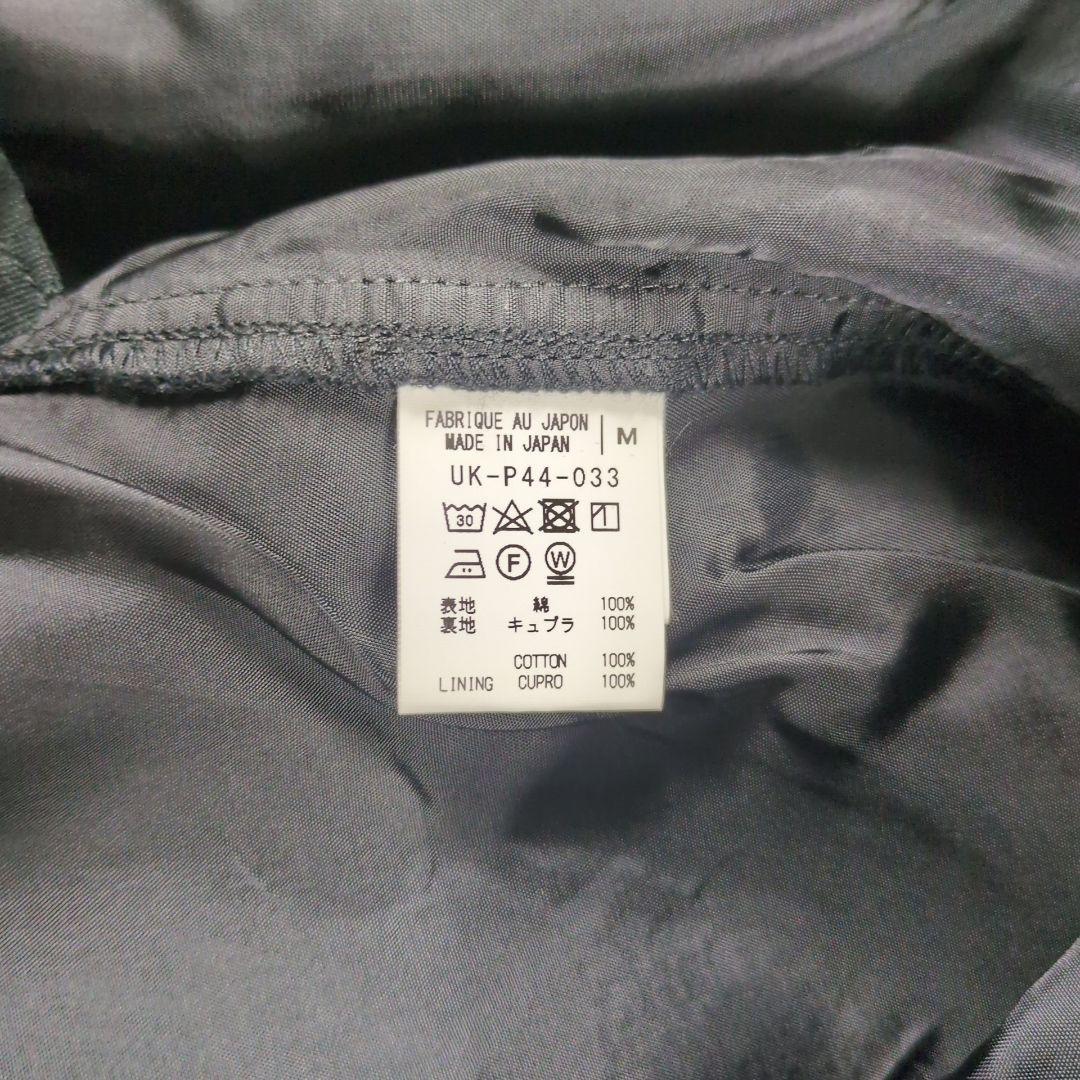 FABRIQUE AU JAPON
MADE IN JAPAN
M
UK-P44-033
30
F W
表地 綿 100%
裏地 キュプラ 100%
COTTON 100%
LINING CUPRO 100%